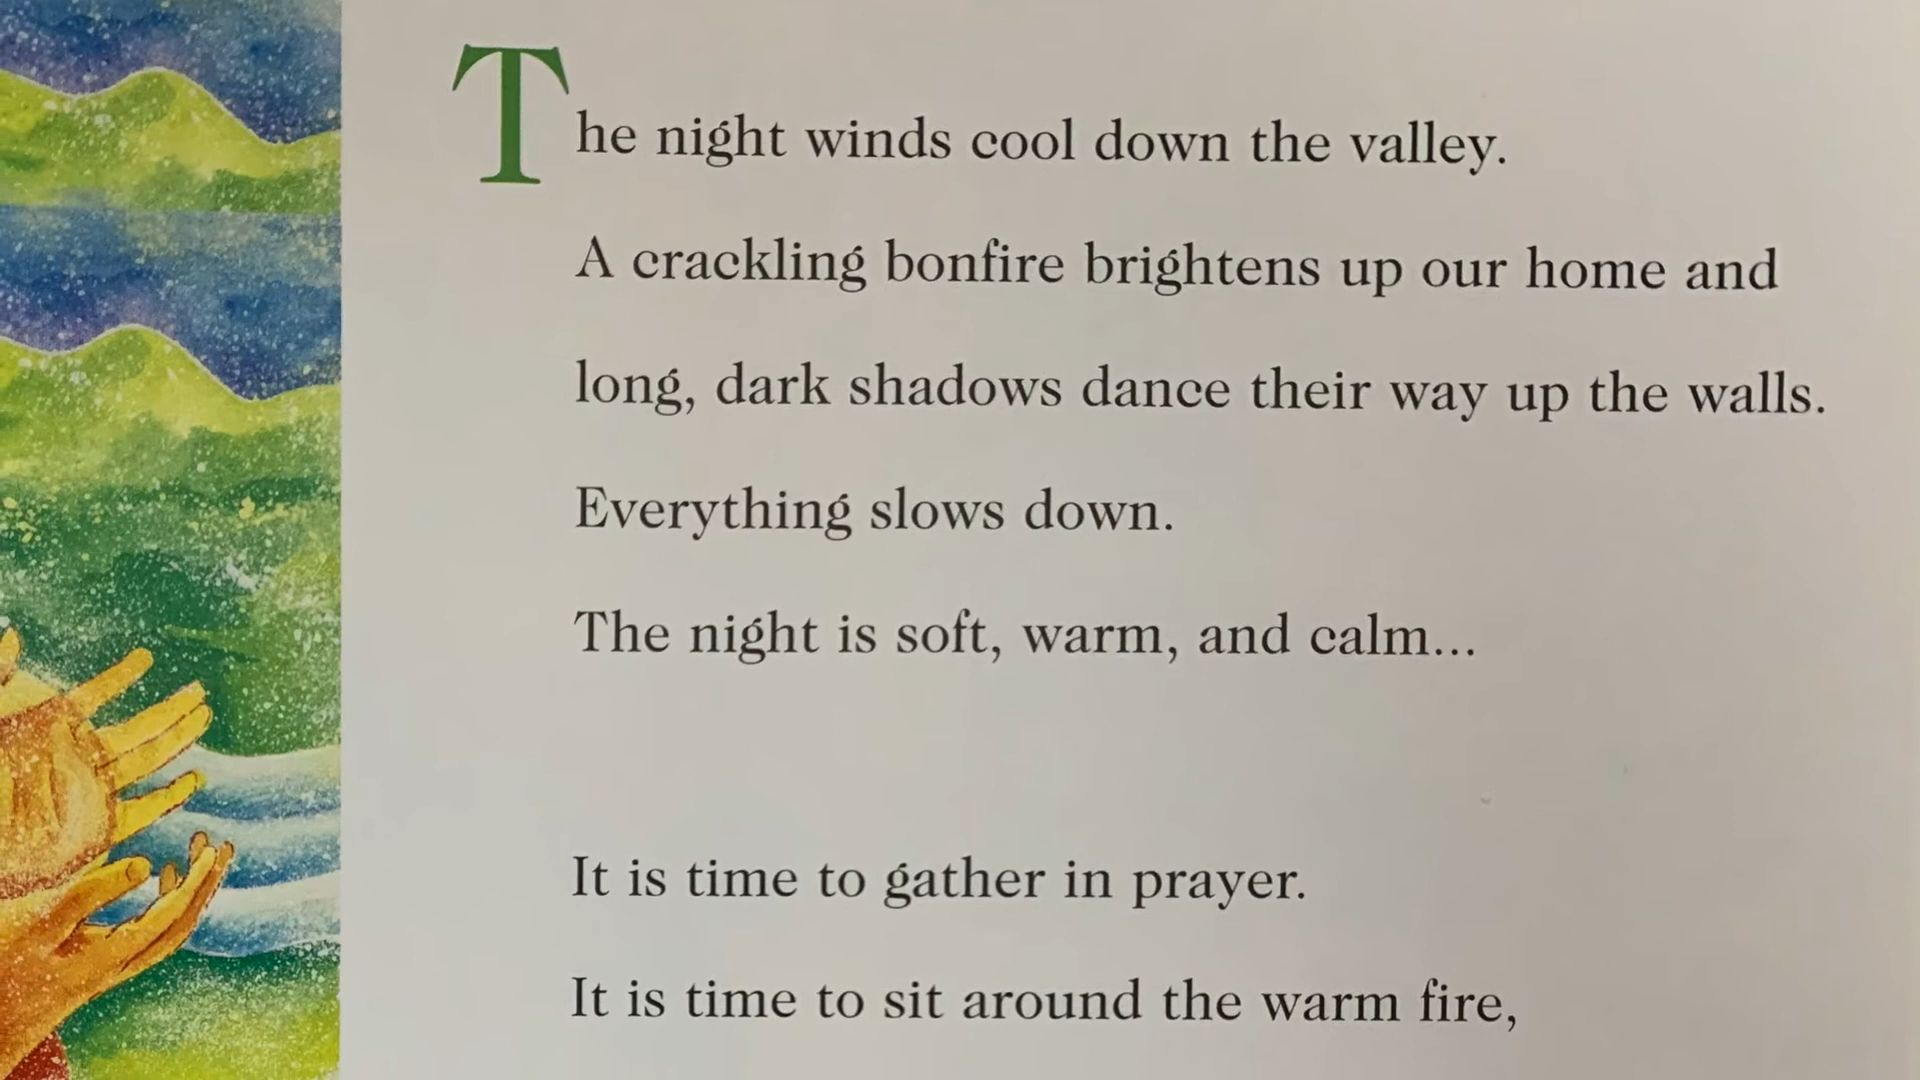 The night winds cool down the valley.
A crackling bonfire brightens up our home and
long, dark shadows dance their way up the walls.
Everything slows down.
The night is soft, warm, and calm...
It is time to gather in prayer.
It is time to sit around the warm fire,